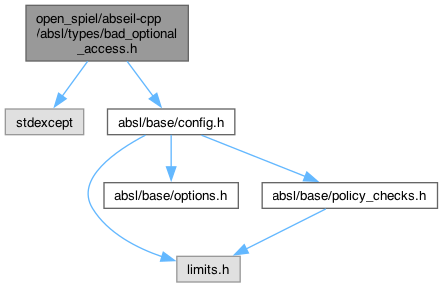 open_spiel/abseil-cpp
/absl/types/bad_optional
_access.h
stdexcept
absl/base/config.h
absl/base/options.h
absl/base/policy_checks.h
limits.h